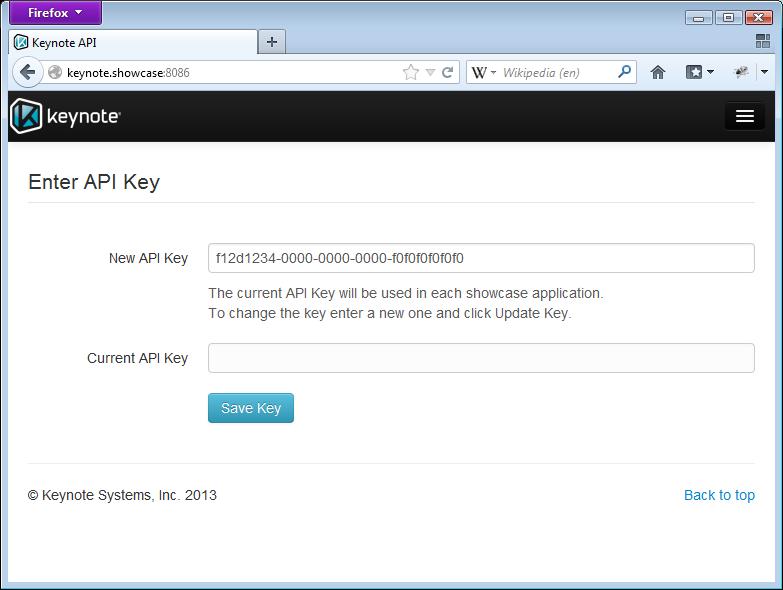 Firefox
Keynote API
keynote.showcase:8086
W Wikipedia (en)
keynote
Enter API Key
New API Key
f12d1234-0000-0000-0000-f0f0f0f0f0f0
The current API Key will be used in each showcase application.
To change the key enter a new one and click Update Key.
Current API Key
Save Key
© Keynote Systems, Inc. 2013
Back to top